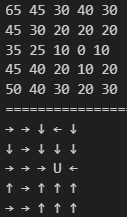 65 45 30 40 30
45 30 20 20 20
35 25 10 0 10
45 40 20 10 20
50 40 30 20 30
===============
→ → ↓ ← ↓
↓ → ↓ ↓ ↓
→ → → U ←
↑ → ↑ ↑ ↑
→ → ↑ ↑ ↑